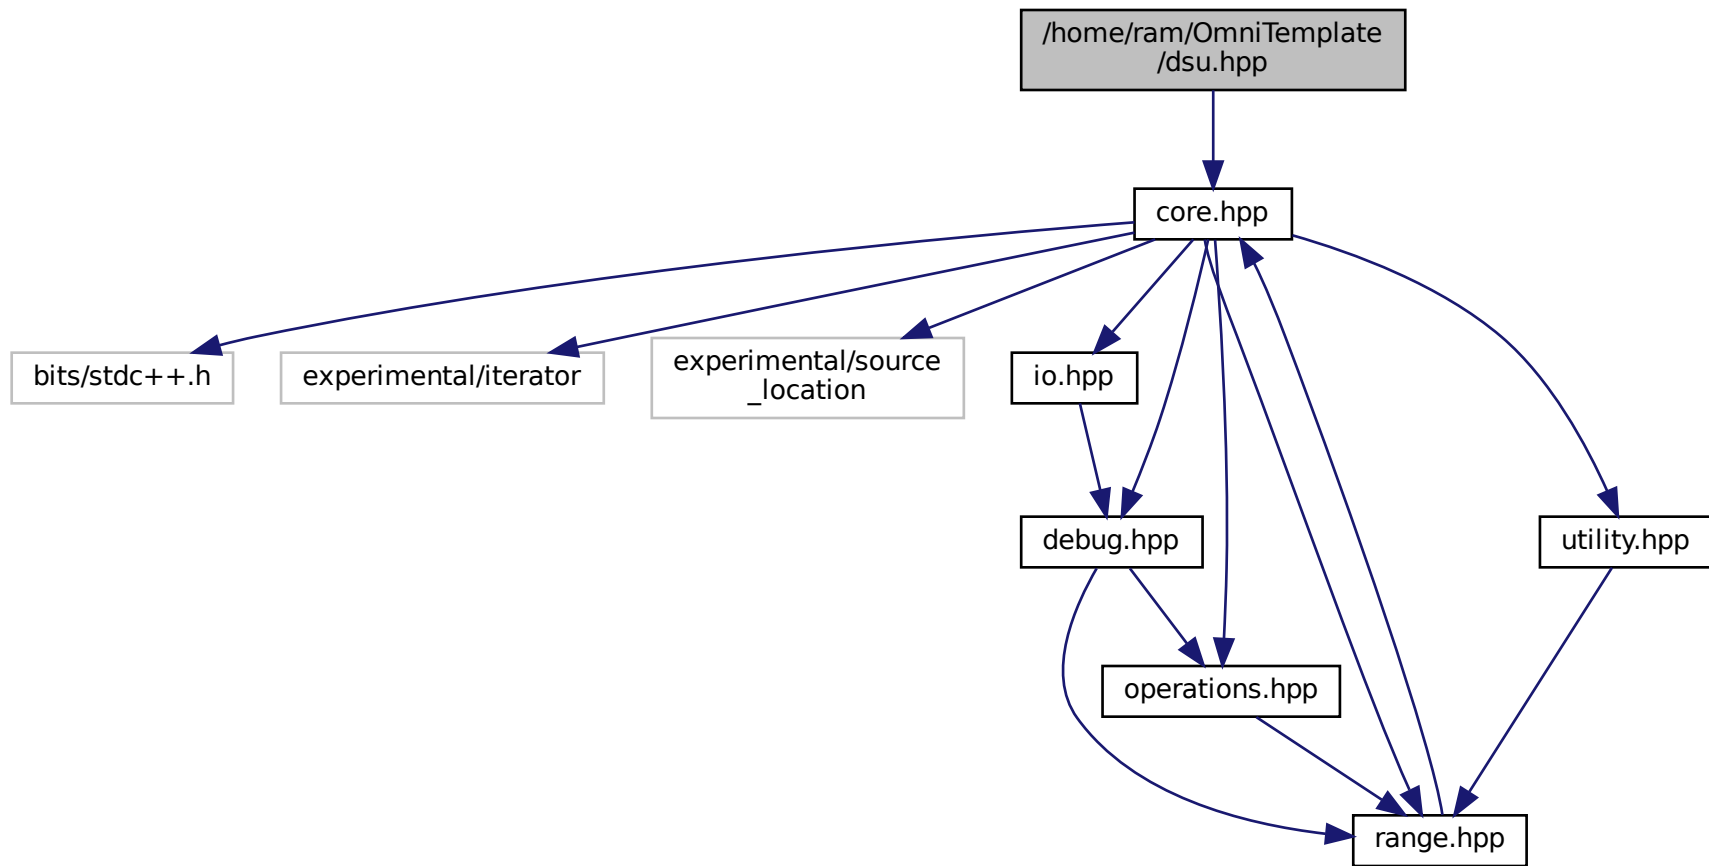 /home/ram/OmniTemplate
/dsu.hpp
core.hpp
bits/stdc++.h
experimental/iterator
experimental/source
_location
io.hpp
debug.hpp
utility.hpp
operations.hpp
range.hpp